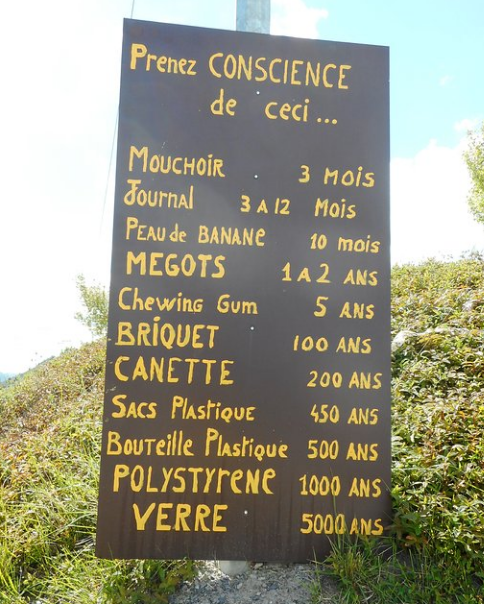 Prenez CONSCIENCE
de ceci...
MOUCHOIR 3 MOIS
Journal 3 A 12 Mois
PEAU de BANANE 10 mois
MEGOTS 1 A 2 ANS
Chewing Gum 5 ANS
BRIQUET 100 ANS
CANETTE 200 ANS
SACS PLASTIQUE 450 ANS
BOUTEILLE PLASTIQUE 500 ANS
POLYSTYRENE 1000 ANS
VERRE 5000 ANS